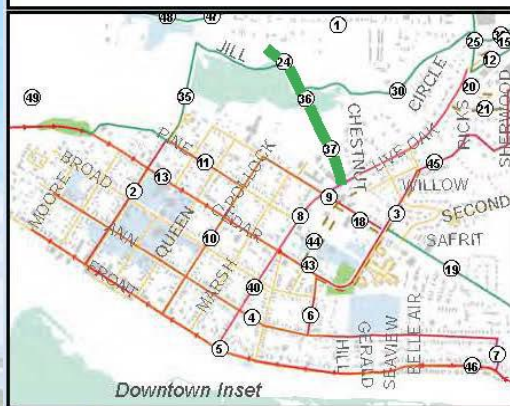 48
47
1
JILL
24
25
15
12
CIRCLE
49
35
36
30
20
21
RICKS
SHERWOOD
CHESTNUT
PINE
11
POLLOCK
37
LIVE OAK
45
BROAD
2
13
9
WILLOW
MOORE
QUEEN
CEDAR
8
18
3
SECOND
ANN
10
44
SAFRIT
43
19
FRONT
MARSH
40
4
6
BELLE AIR
SEAVIEW
GERALD
HILL
5
7
46
Downtown Inset